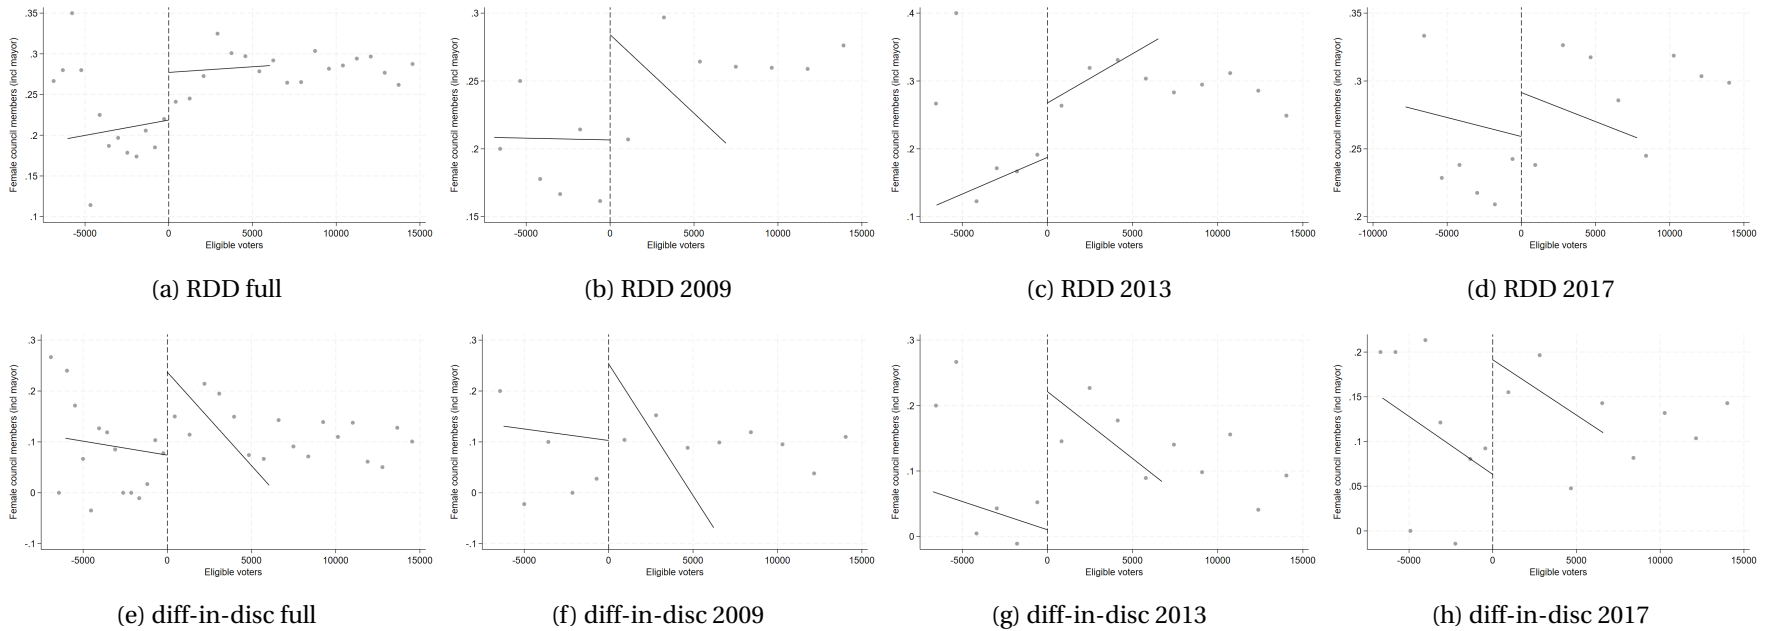 Female council members (incl mayor)
.35
.3
.25
.2
.15
.1
-5000 0 5000 10000 15000
Eligible voters
(a) RDD full
Female council members (incl mayor)
.3
.25
.2
.15
-5000 0 5000 10000 15000
Eligible voters
(b) RDD 2009
Female council members (incl mayor)
.4
.3
.2
.1
-5000 0 5000 10000 15000
Eligible voters
(c) RDD 2013
Female council members (incl mayor)
.35
.3
.25
.2
-10000 -5000 0 5000 10000 15000
Eligible voters
(d) RDD 2017
Female council members (incl mayor)
.3
.2
.1
0
-.1
-5000 0 5000 10000 15000
Eligible voters
(e) diff-in-disc full
Female council members (incl mayor)
.3
.2
.1
0
-.1
-5000 0 5000 10000 15000
Eligible voters
(f) diff-in-disc 2009
Female council members (incl mayor)
.3
.2
.1
0
-5000 0 5000 10000 15000
Eligible voters
(g) diff-in-disc 2013
Female council members (incl mayor)
.2
.15
.1
.05
0
-5000 0 5000 10000 15000
Eligible voters
(h) diff-in-disc 2017